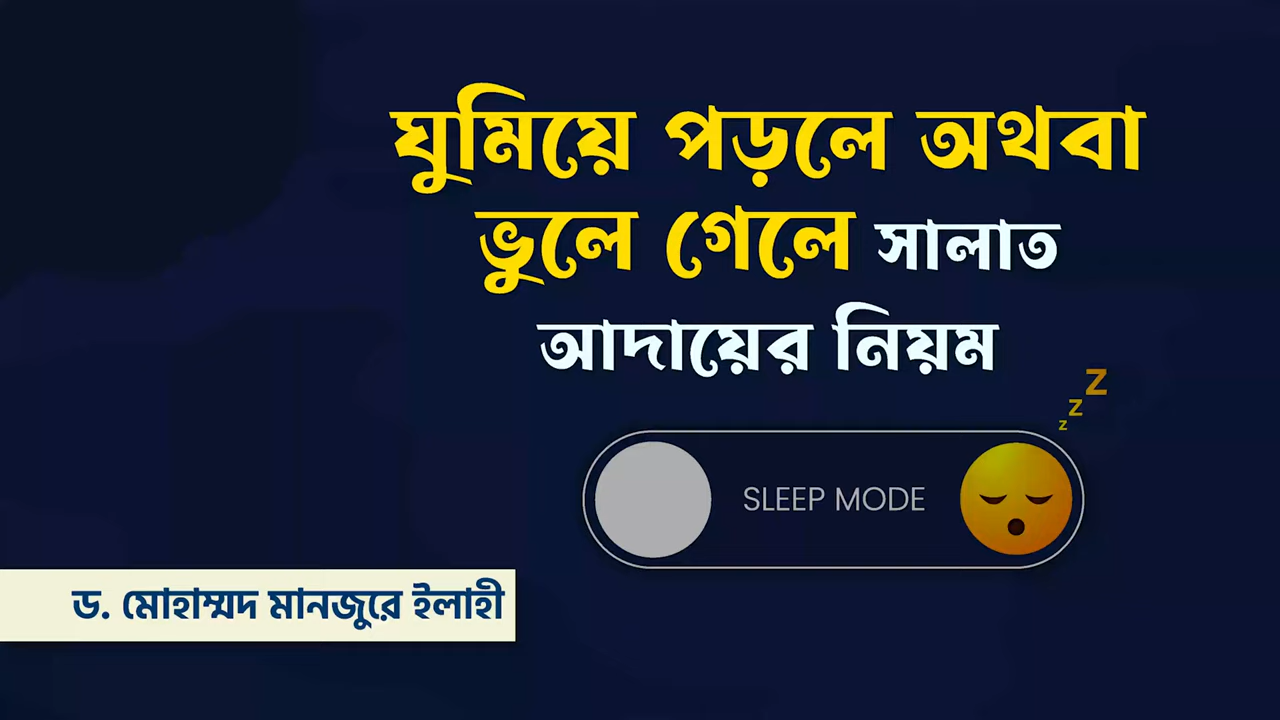 ঘুমিয়ে পড়লে অথবা
ভুলে গেলে সালাত
আদায়ের নিয়ম
z
z
z
SLEEP MODE
ড. মোহাম্মদ মানজুরে ইলাহী